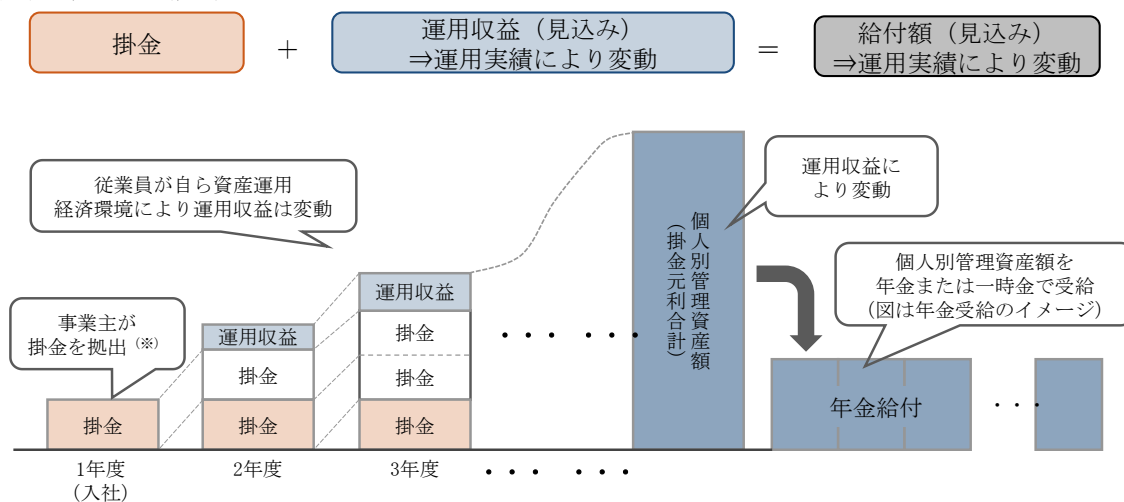 掛金
+
運用収益（見込み）
⇒運用実績により変動
=
給付額（見込み）
⇒運用実績により変動
従業員が自ら資産運用
経済環境により運用収益は変動
運用収益に
より変動
個人別管理資産額
（掛金元利合計）
個人別管理資産額を
年金または一時金で受給
（図は年金受給のイメージ）
事業主が
掛金を拠出（※）
運用収益
掛金
掛金
運用収益
掛金
掛金
掛金
掛金
・・・ ・・・
年金給付
・・・
1年度
（入社）
2年度
3年度
・・・ ・・・